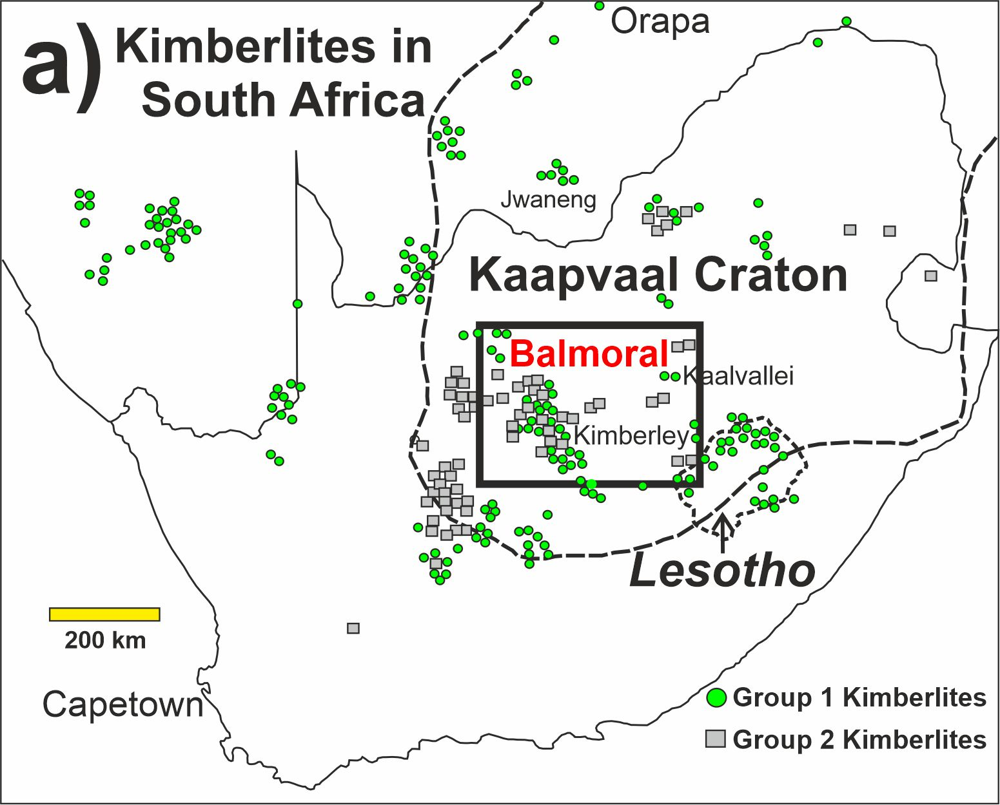 a) Kimberlites in
South Africa
Orapa
Jwaneng
Kaapvaal Craton
Balmoral
Kaalvallei
Kimberley
Lesotho
200 km
Capetown
Group 1 Kimberlites
Group 2 Kimberlites